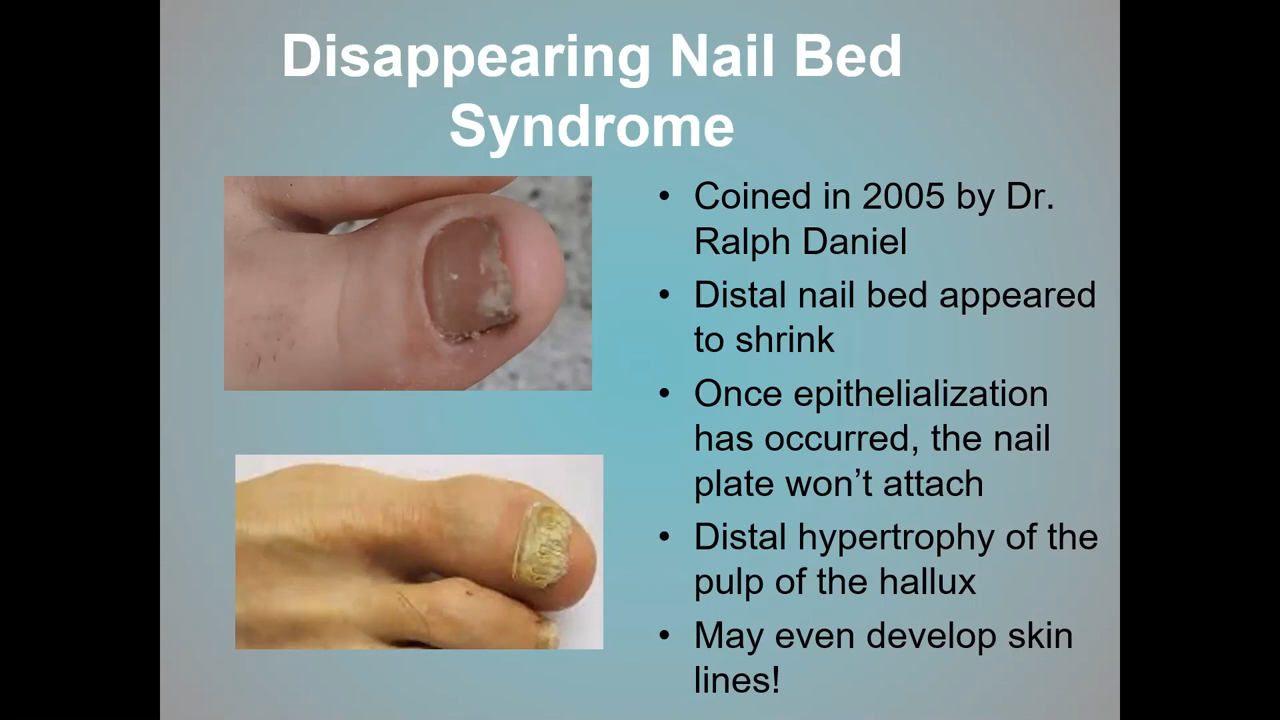 Disappearing Nail Bed
Syndrome
• Coined in 2005 by Dr.
Ralph Daniel
• Distal nail bed appeared
to shrink
• Once epithelialization
has occurred, the nail
plate won’t attach
• Distal hypertrophy of the
pulp of the hallux
• May even develop skin
lines!